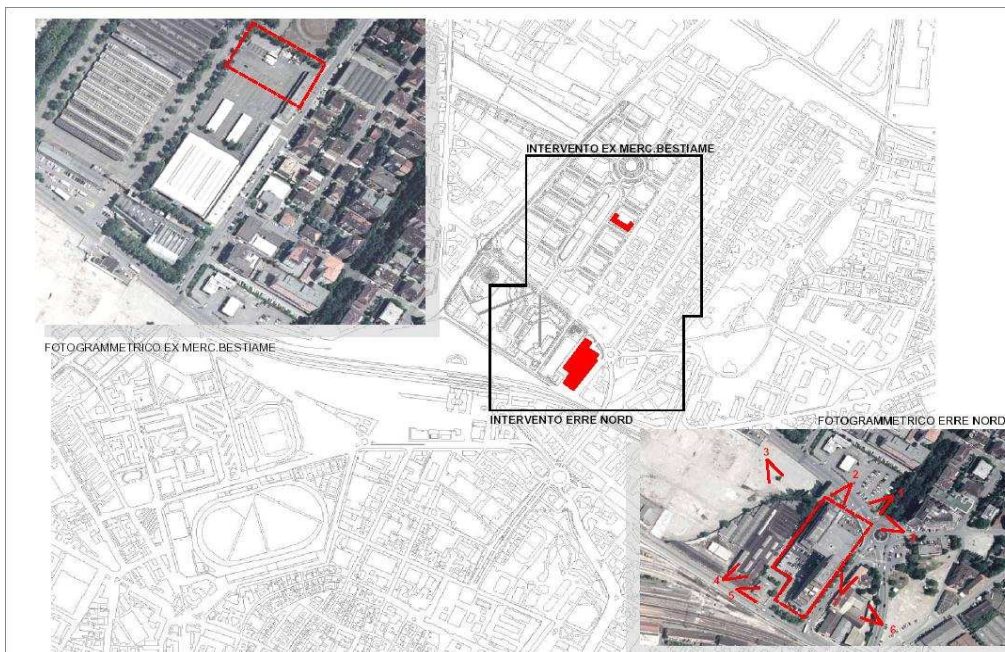 INTERVENTO EX MERC.BESTIAME
FOTOGRAMMETRICO EX MERC.BESTIAME
INTERVENTO ERRE NORD
FOTOGRAMMETRICO ERRE NORD
3
2
4
5
6